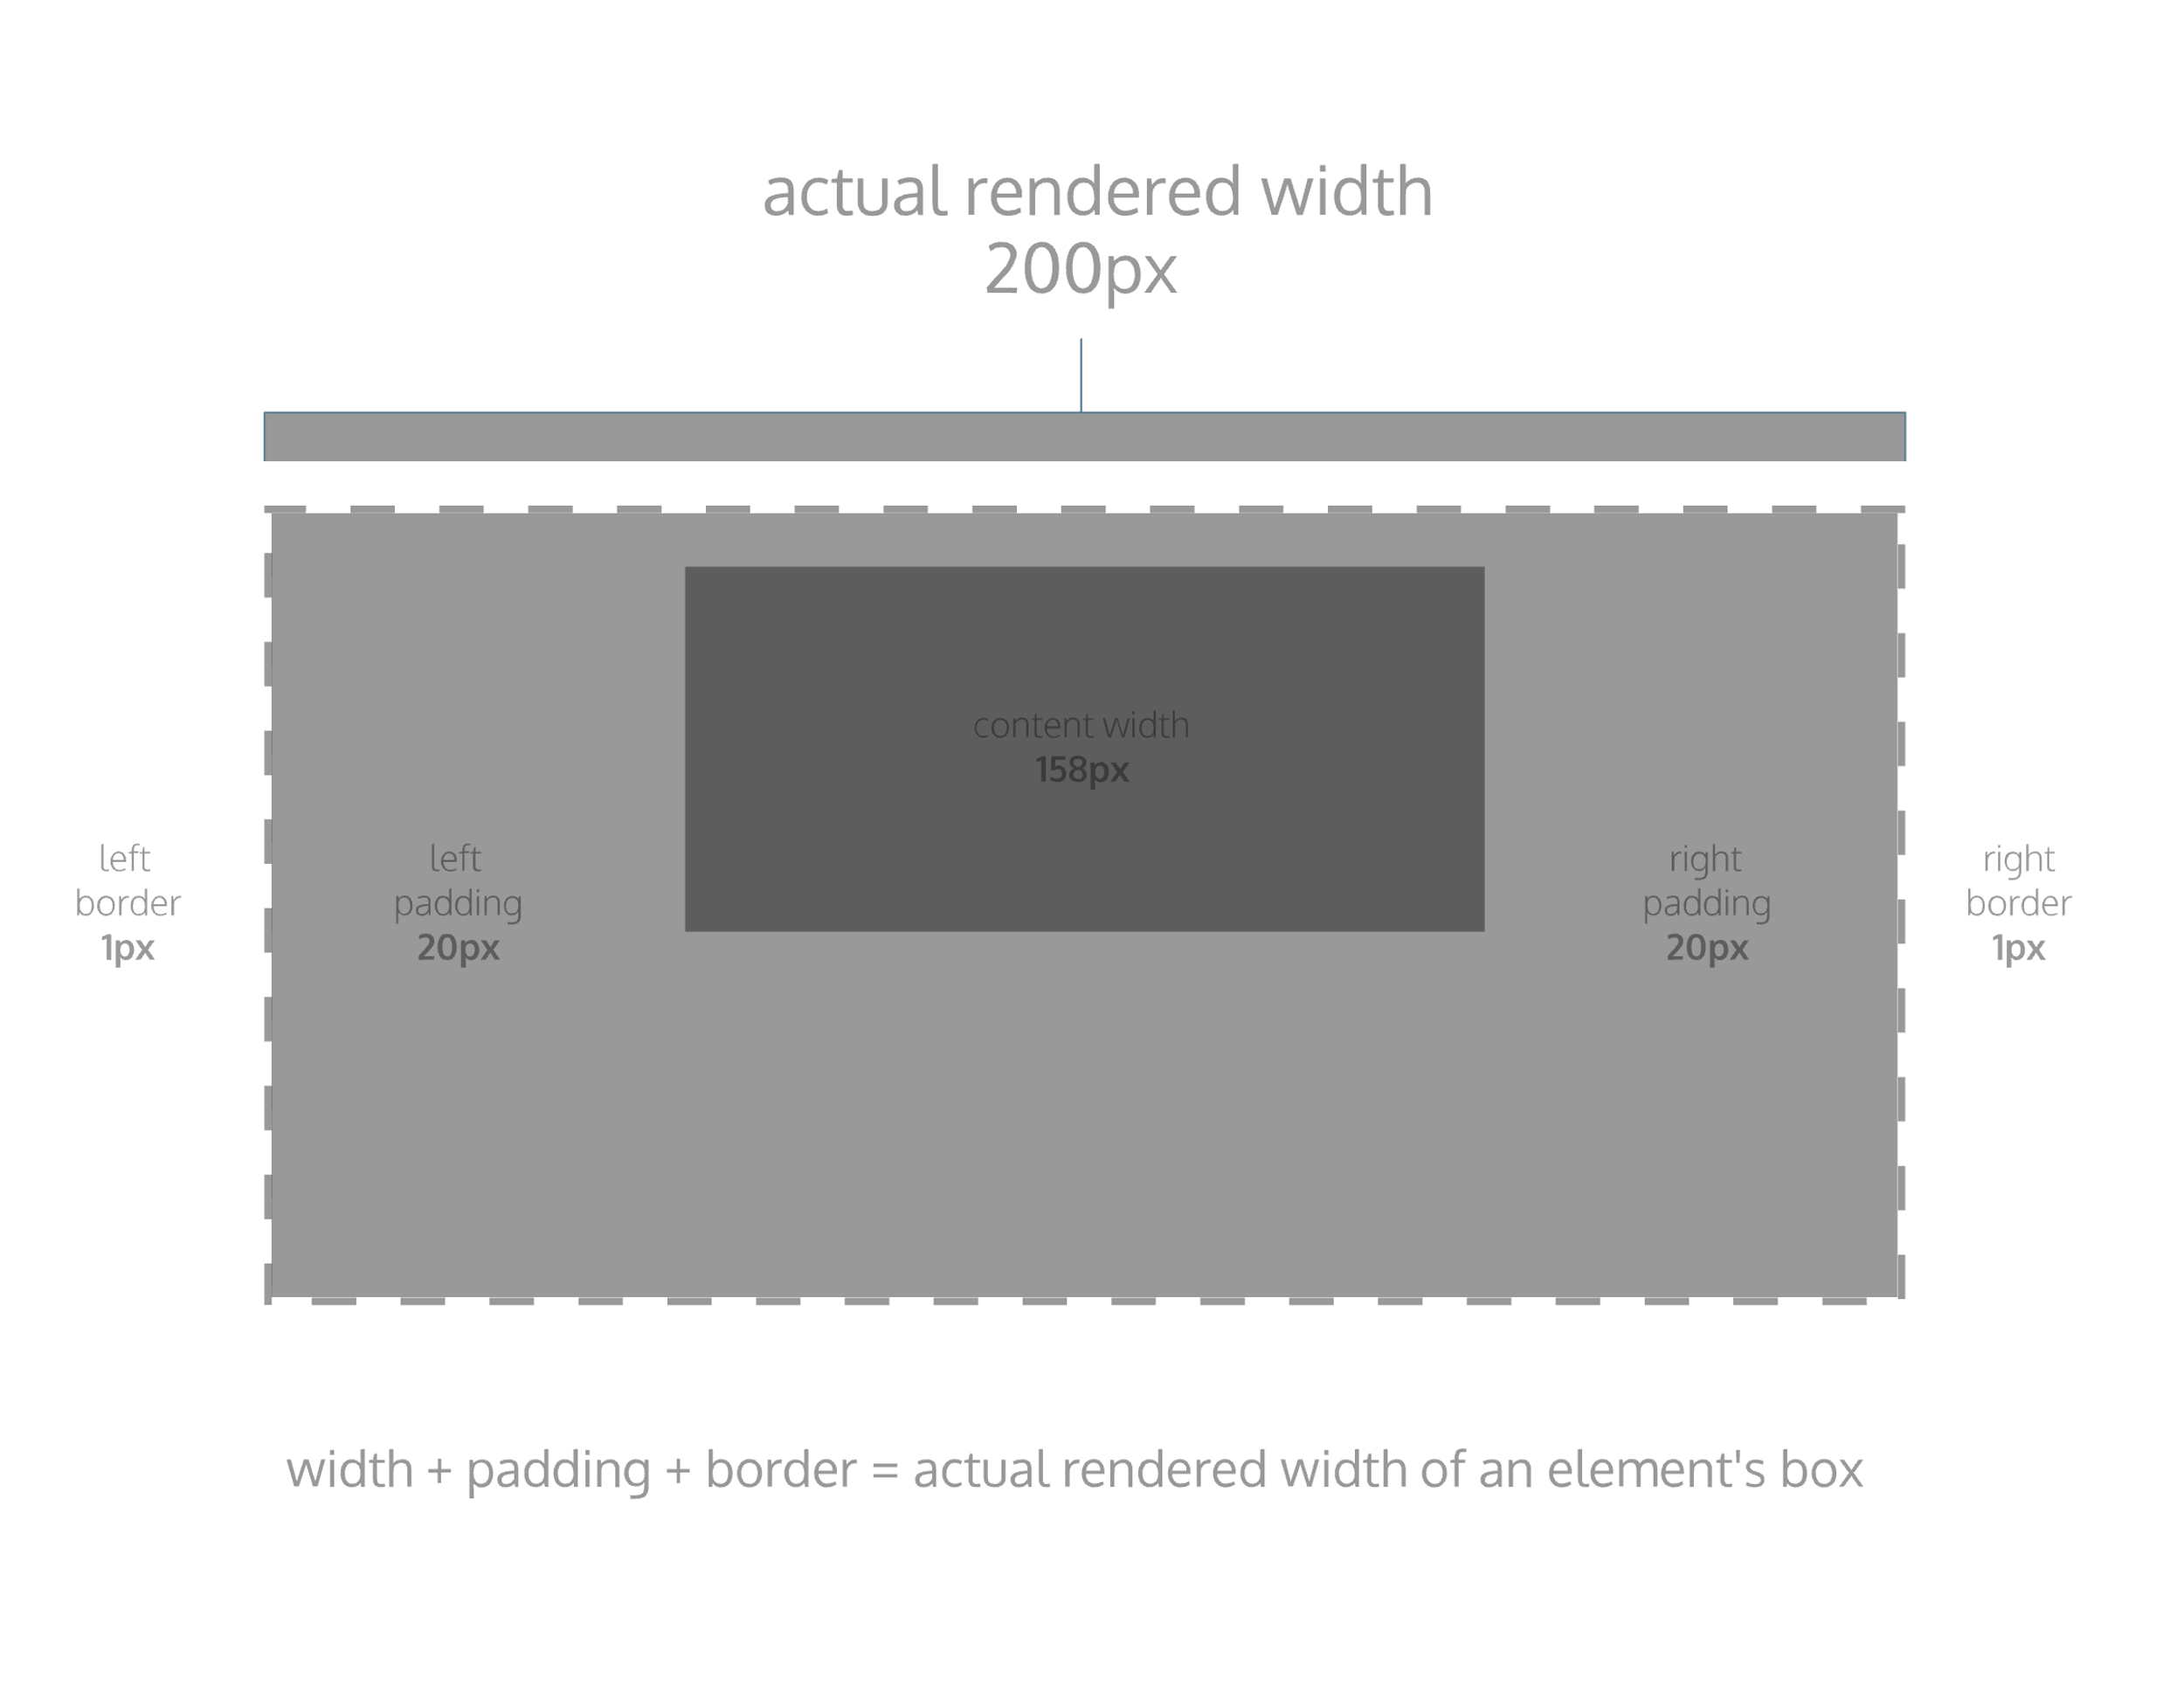 actual rendered width
200px
content width
158px
left
border
1px
left
padding
20px
right
padding
20px
right
border
1px
width + padding + border = actual rendered width of an element's box